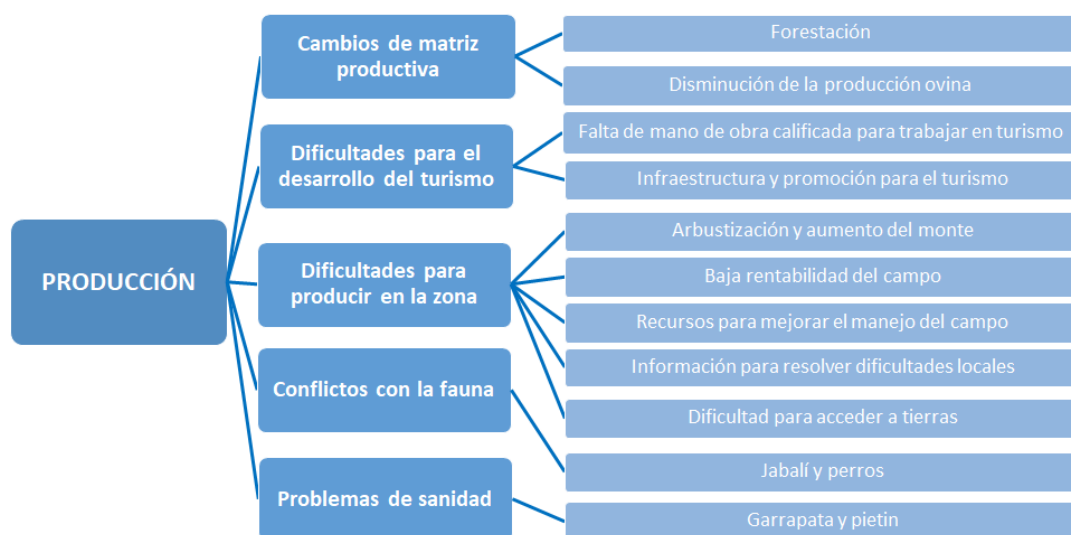 PRODUCCIÓN
Cambios de matriz
productiva
Forestación
Disminución de la producción ovina
Dificultades para el
desarrollo del turismo
Falta de mano de obra calificada para trabajar en turismo
Infraestructura y promoción para el turismo
Dificultades para
producir en la zona
Arbustización y aumento del monte
Baja rentabilidad del campo
Recursos para mejorar el manejo del campo
Información para resolver dificultades locales
Dificultad para acceder a tierras
Conflictos con la fauna
Jabalí y perros
Problemas de sanidad
Garrapata y pietin